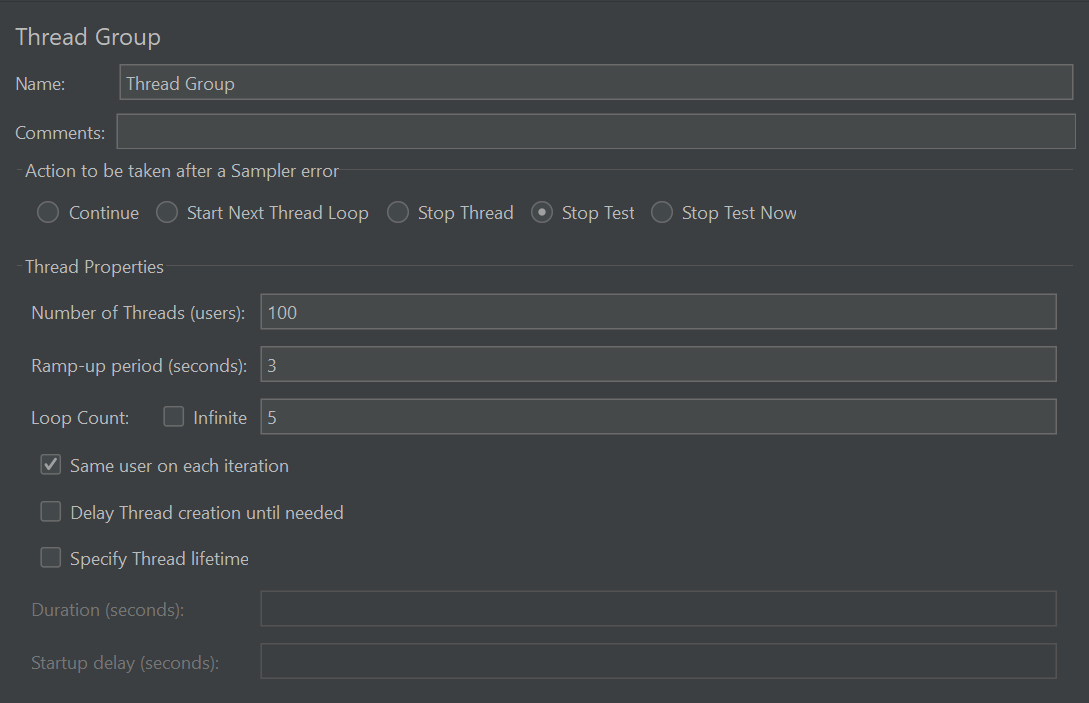 Thread Group
Name: Thread Group
Comments:
Action to be taken after a Sampler error
Continue Start Next Thread Loop Stop Thread Stop Test Stop Test Now
Thread Properties
Number of Threads (users): 100
Ramp-up period (seconds): 3
Loop Count: Infinite 5
Same user on each iteration
Delay Thread creation until needed
Specify Thread lifetime
Duration (seconds):
Startup delay (seconds):